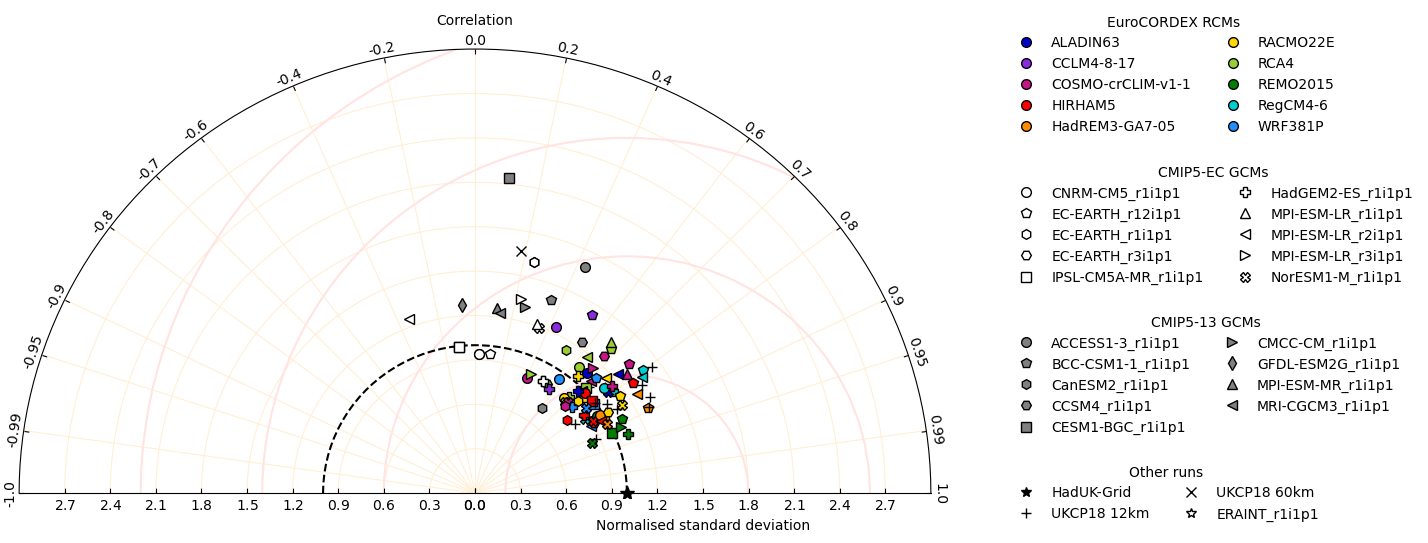 Correlation
0.0
-0.2
0.2
-0.4
0.4
-0.6
0.6
-0.7
0.7
-0.8
0.8
-0.9
0.9
-0.95
0.95
-0.99
0.99
-1.0
1.0
2.7 2.4 2.1 1.8 1.5 1.2 0.9 0.6 0.3 0.0 0.3 0.6 0.9 1.2 1.5 1.8 2.1 2.4 2.7
Normalised standard deviation
EuroCORDEX RCMs
ALADIN63 RACMO22E
CCLM4-8-17 RCA4
COSMO-crCLIM-v1-1 REMO2015
HIRHAM5 RegCM4-6
HadREM3-GA7-05 WRF381P
CMIP5-EC GCMs
CNRM-CM5_r1i1p1 HadGEM2-ES_r1i1p1
EC-EARTH_r12i1p1 MPI-ESM-LR_r1i1p1
EC-EARTH_r1i1p1 MPI-ESM-LR_r2i1p1
EC-EARTH_r3i1p1 MPI-ESM-LR_r3i1p1
IPSL-CM5A-MR_r1i1p1 NorESM1-M_r1i1p1
CMIP5-13 GCMs
ACCESS1-3_r1i1p1 CMCC-CM_r1i1p1
BCC-CSM1-1_r1i1p1 GFDL-ESM2G_r1i1p1
CanESM2_r1i1p1 MPI-ESM-MR_r1i1p1
CCSM4_r1i1p1 MRI-CGCM3_r1i1p1
CESM1-BGC_r1i1p1
Other runs
HadUK-Grid UKCP18 60km
UKCP18 12km ERAINT_r1i1p1